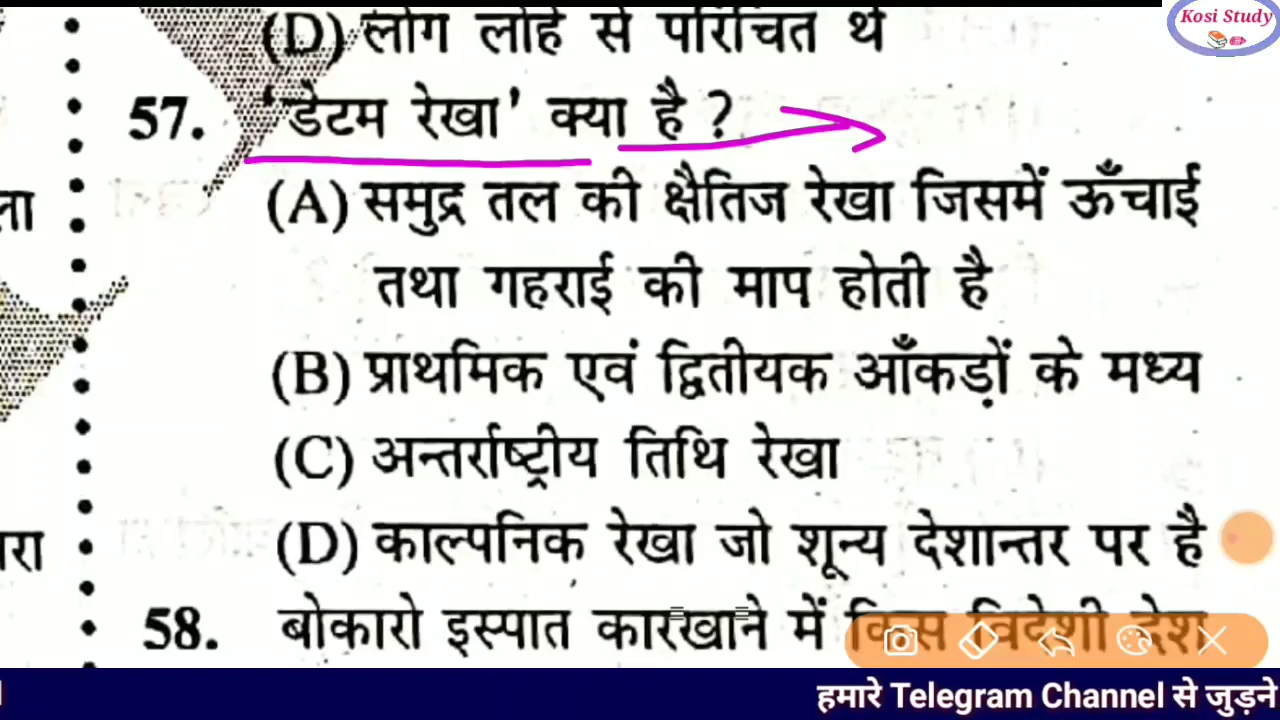 Kosi Study
(D) लोग लोहे से परिचित थे
57. 'डेटम रेखा' क्या है ?
(A) समुद्र तल की क्षैतिज रेखा जिसमें ऊँचाई
तथा गहराई की माप होती है
(B) प्राथमिक एवं द्वितीयक आँकड़ों के मध्य
(C) अन्तर्राष्ट्रीय तिथि रेखा
(D) काल्पनिक रेखा जो शून्य देशान्तर पर है
58. बोकारो इस्पात कारखाने में किस विदेशी देश
हमारे Telegram Channel से जुड़ने